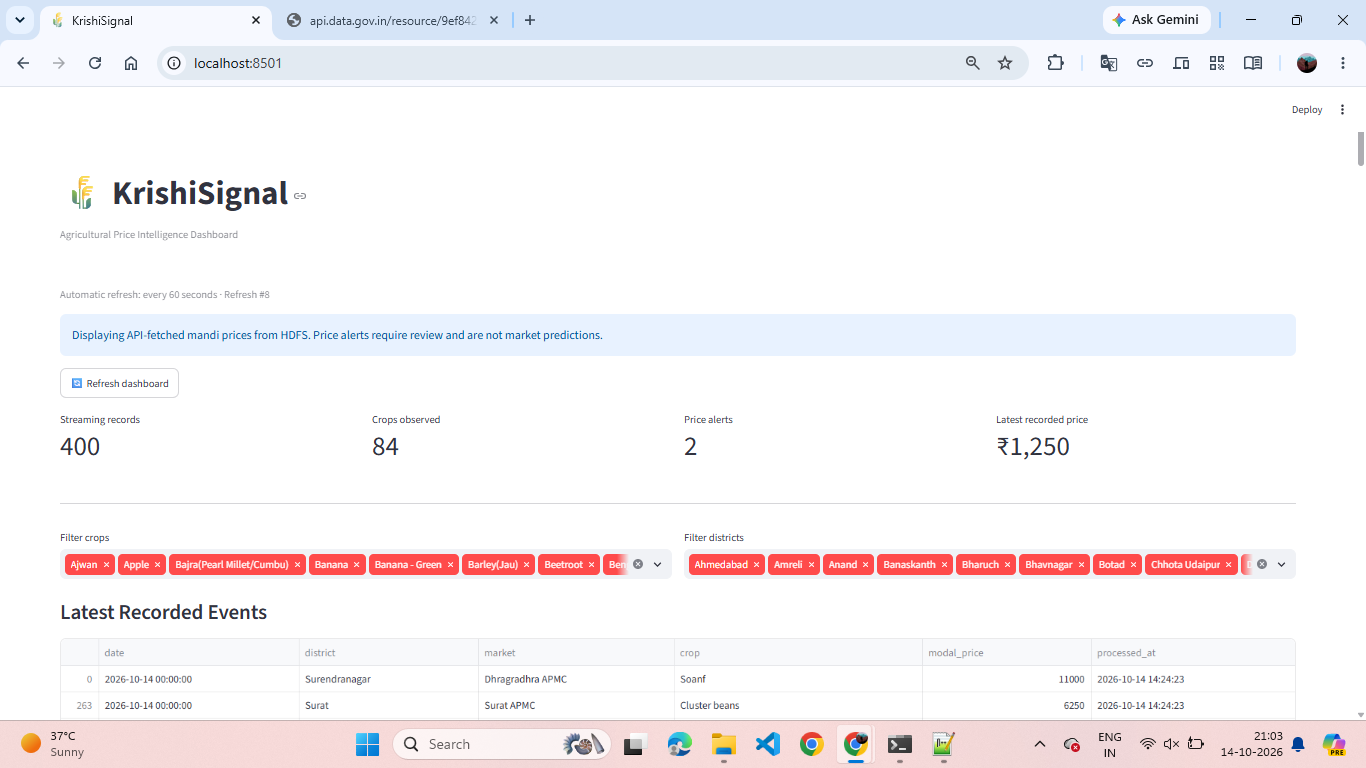 KrishiSignal
api.data.gov.in/resource/9ef842
Ask Gemini
localhost:8501
Deploy
KrishiSignal
Agricultural Price Intelligence Dashboard
Automatic refresh: every 60 seconds · Refresh #8
Displaying API-fetched mandi prices from HDFS. Price alerts require review and are not market predictions.
Refresh dashboard
Streaming records Crops observed Price alerts Latest recorded price
400 84 2 ₹1,250
Filter crops Filter districts
Ajwan Apple Bajra(Pearl Millet/Cumbu) Banana Banana - Green Barley(Jau) Beetroot Ben Ahmedabad Amreli Anand Banaskanth Bharuch Bhavnagar Botad Chhota Udaipur
Latest Recorded Events
date district market crop modal_price processed_at
0 2026-10-14 00:00:00 Surendranagar Dhragradhra APMC Soanf 11000 2026-10-14 14:24:23
263 2026-10-14 00:00:00 Surat Surat APMC Cluster beans 6250 2026-10-14 14:24:23
37°C
Sunny
Search
ENG
IN
21:03
14-10-2026
PRE